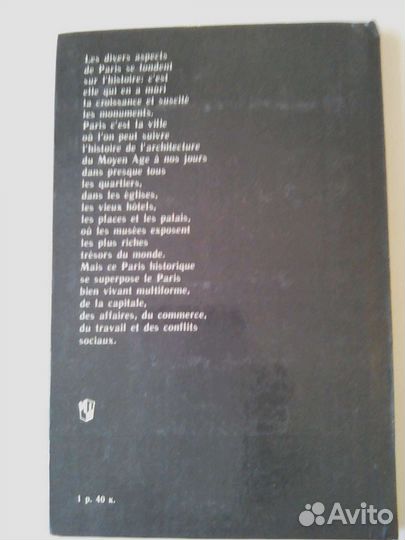 Les divers aspects
de Paris se fondent
sur l'histoire; c'est
elle qui en a mûri
la croissance et suscité
les monuments.
Paris c'est la ville
où l'on peut suivre
l'histoire de l'architecture
du Moyen Age à nos jours
dans presque tous
les quartiers,
dans les églises,
les vieux hôtels,
les places et les palais,
où les musées exposent
les plus riches
trésors du monde.
Mais ce Paris historique
se superpose le Paris
bien vivant multiforme,
de la capitale,
des affaires, du commerce,
du travail et des conflits
sociaux.
1 р. 40 к.
Avito